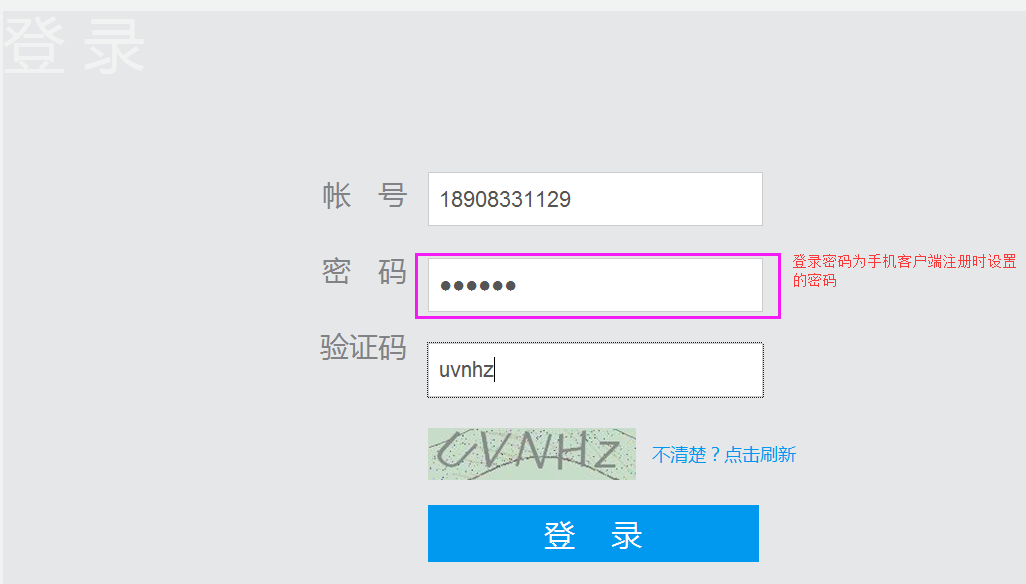 登 录
帐 号
18908331129
密 码
••••••
登录密码为手机客户端注册时设置
的密码
验证码
uvnhz
UVNHz
不清楚？点击刷新
登 录